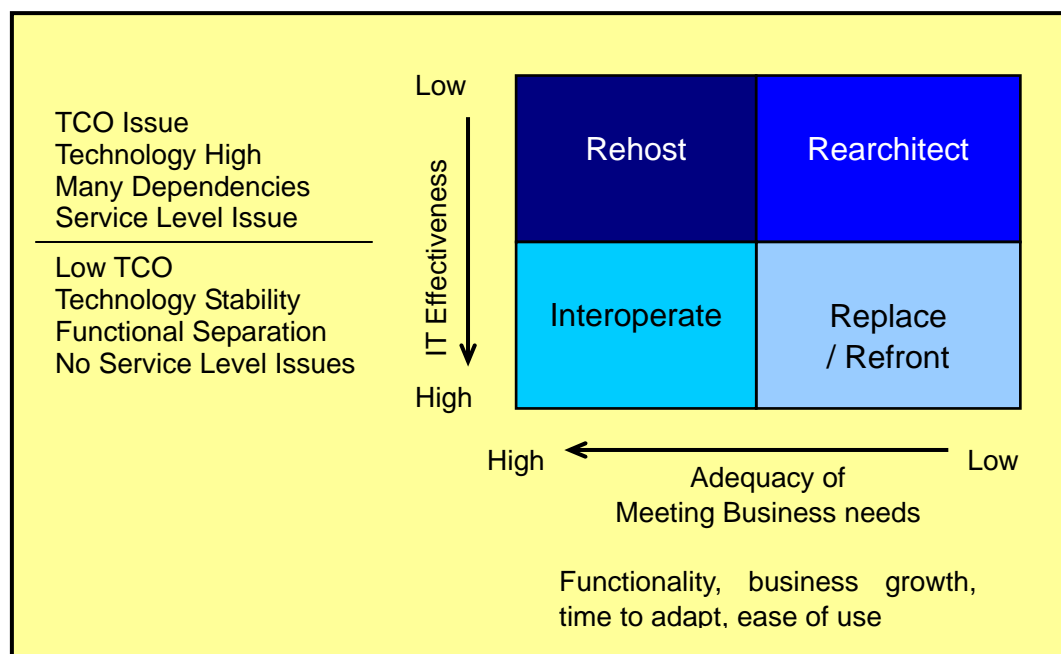 TCO Issue
Technology High
Many Dependencies
Service Level Issue
Low TCO
Technology Stability
Functional Separation
No Service Level Issues
Low
IT Effectiveness
High
Rehost
Rearchitect
Interoperate
Replace
/ Refront
High
Low
Adequacy of
Meeting Business needs
Functionality, business growth,
time to adapt, ease of use